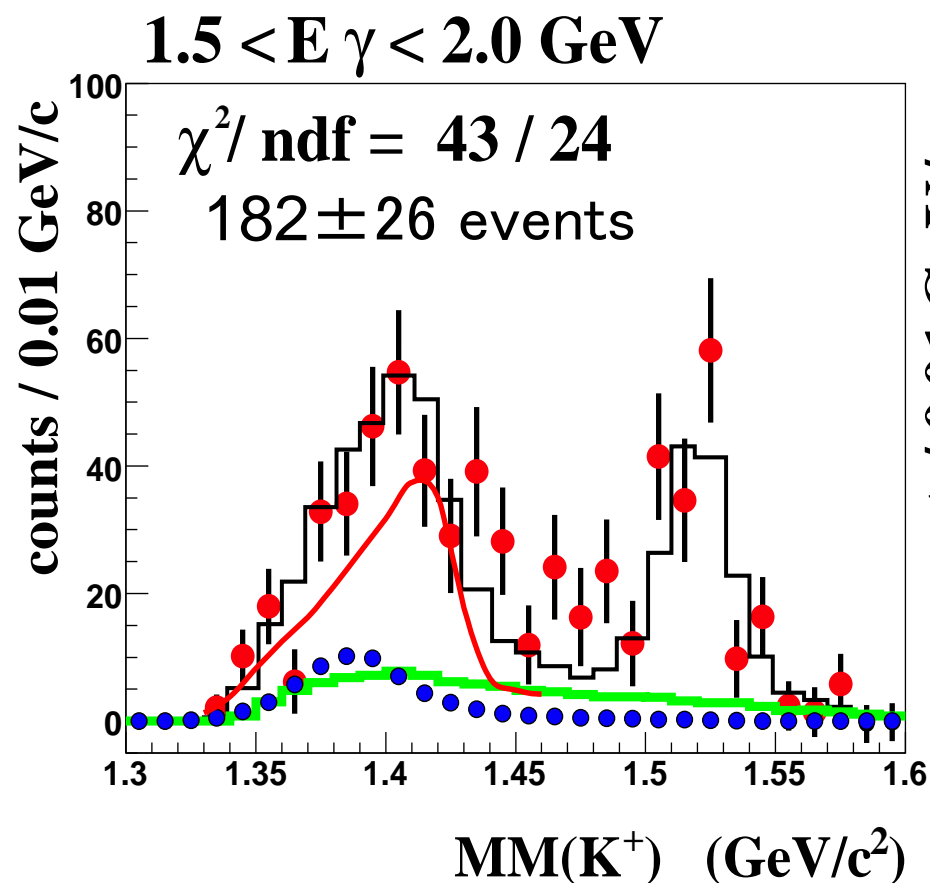 1.5 < E γ < 2.0 GeV
χ²/ ndf = 43 / 24
182±26 events
counts / 0.01 GeV/c
100
80
60
40
20
0
1.3 1.35 1.4 1.45 1.5 1.55 1.6
MM(K⁺) (GeV/c²)